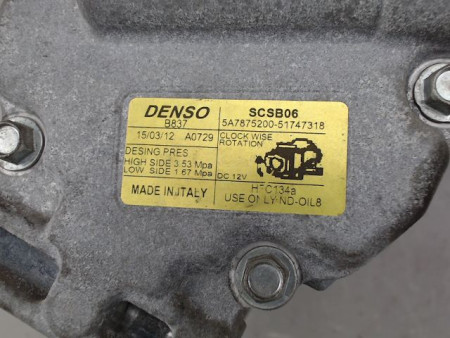 DENSO
B837
15/03/12 A0729
DESING PRES
HIGH SIDE 3.53 Mpa
LOW SIDE 1.67 Mpa
MADE IN ITALY
SCSB06
5A7875200-51747318
CLOCK WISE
ROTATION
DC 12V
HFC134a
USE ONLY ND-OIL8